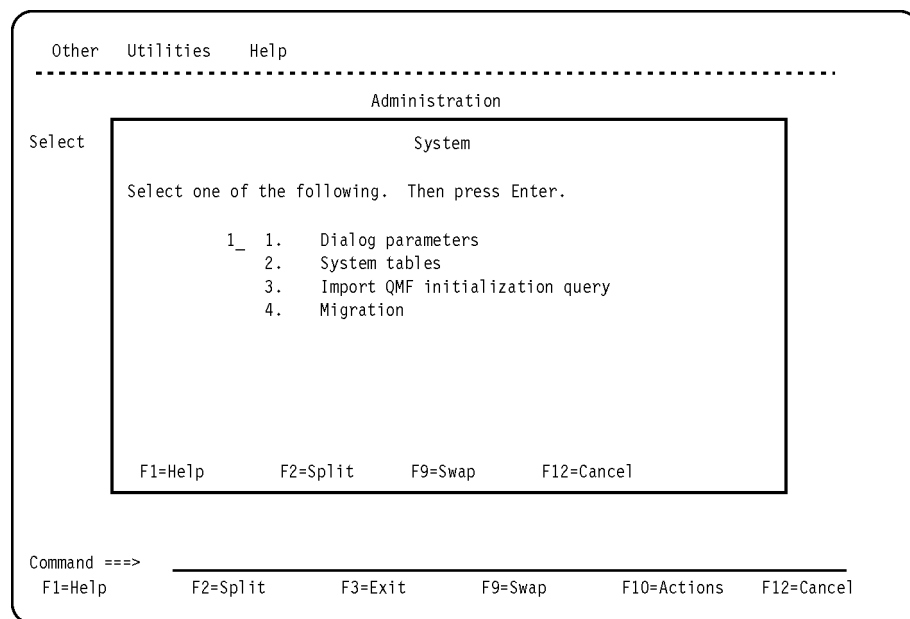 Other Utilities Help
Administration
Select
System
Select one of the following. Then press Enter.
1_ 1. Dialog parameters
2. System tables
3. Import QMF initialization query
4. Migration
F1=Help F2=Split F9=Swap F12=Cancel
Command ===>
F1=Help F2=Split F3=Exit F9=Swap F10=Actions F12=Cancel